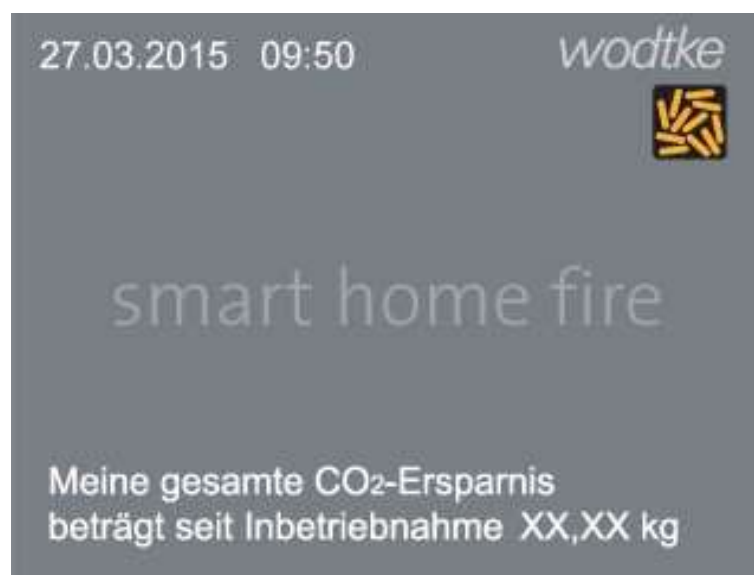 27.03.2015 09:50 wodtke
smart home fire
Meine gesamte CO2-Ersparnis
beträgt seit Inbetriebnahme XX,XX kg